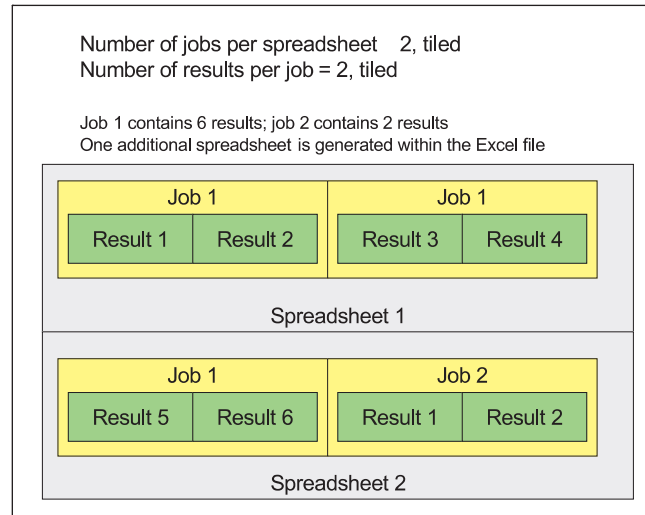 Number of jobs per spreadsheet 2, tiled
Number of results per job = 2, tiled
Job 1 contains 6 results; job 2 contains 2 results
One additional spreadsheet is generated within the Excel file
Job 1 Job 1
Result 1 Result 2 Result 3 Result 4
Spreadsheet 1
Job 1 Job 2
Result 5 Result 6 Result 1 Result 2
Spreadsheet 2